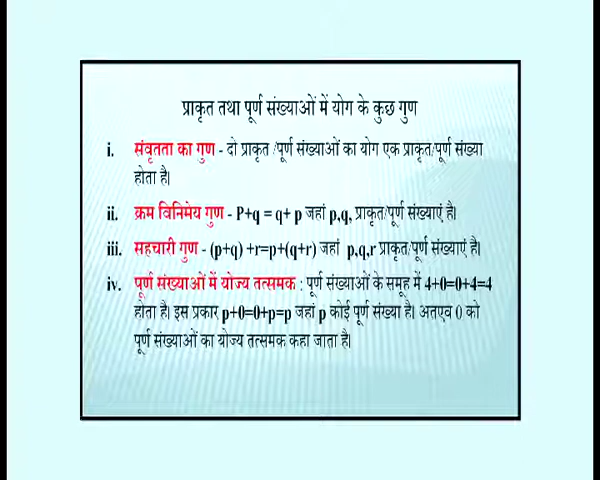 प्राकृत तथा पूर्ण संख्याओं में योग के कुछ गुण
i. संवृतता का गुण - दो प्राकृत /पूर्ण संख्याओं का योग एक प्राकृत/पूर्ण संख्या
होता है।
ii. क्रम विनिमेय गुण - P+q = q+ p जहां p,q, प्राकृत/पूर्ण संख्याएं है।
iii. सहचारी गुण - (p+q) +r=p+(q+r) जहां p,q,r प्राकृत/पूर्ण संख्याएं है।
iv. पूर्ण संख्याओं में योज्य तत्समक : पूर्ण संख्याओं के समूह में 4+0=0+4=4
होता है। इस प्रकार p+0=0+p=p जहां p कोई पूर्ण संख्या है। अतएव 0 को
पूर्ण संख्याओं का योज्य तत्समक कहा जाता है।